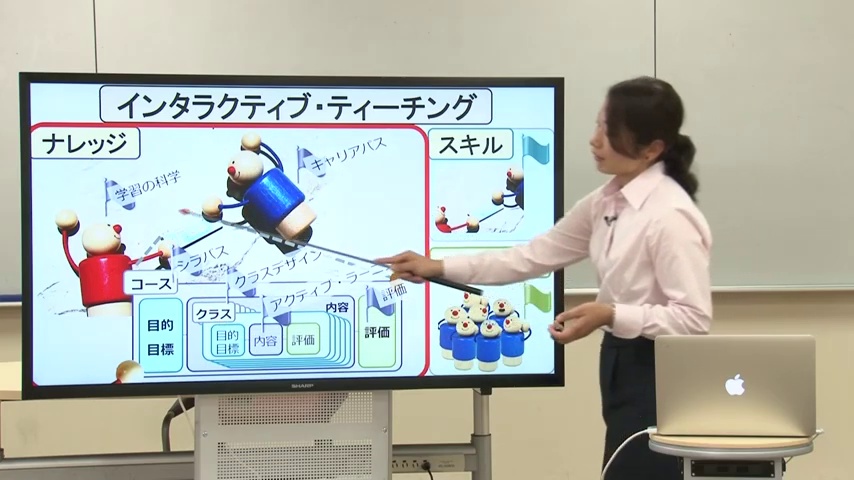 インタラクティブ・ティーチング
ナレッジ
スキル
学習の科学
キャリアパス
シラバス
クラスデザイン
アクティブ・ラーニ
評価
コース
目的
目標
クラス
内容
目的
目標
内容
評価
評価
SHARP